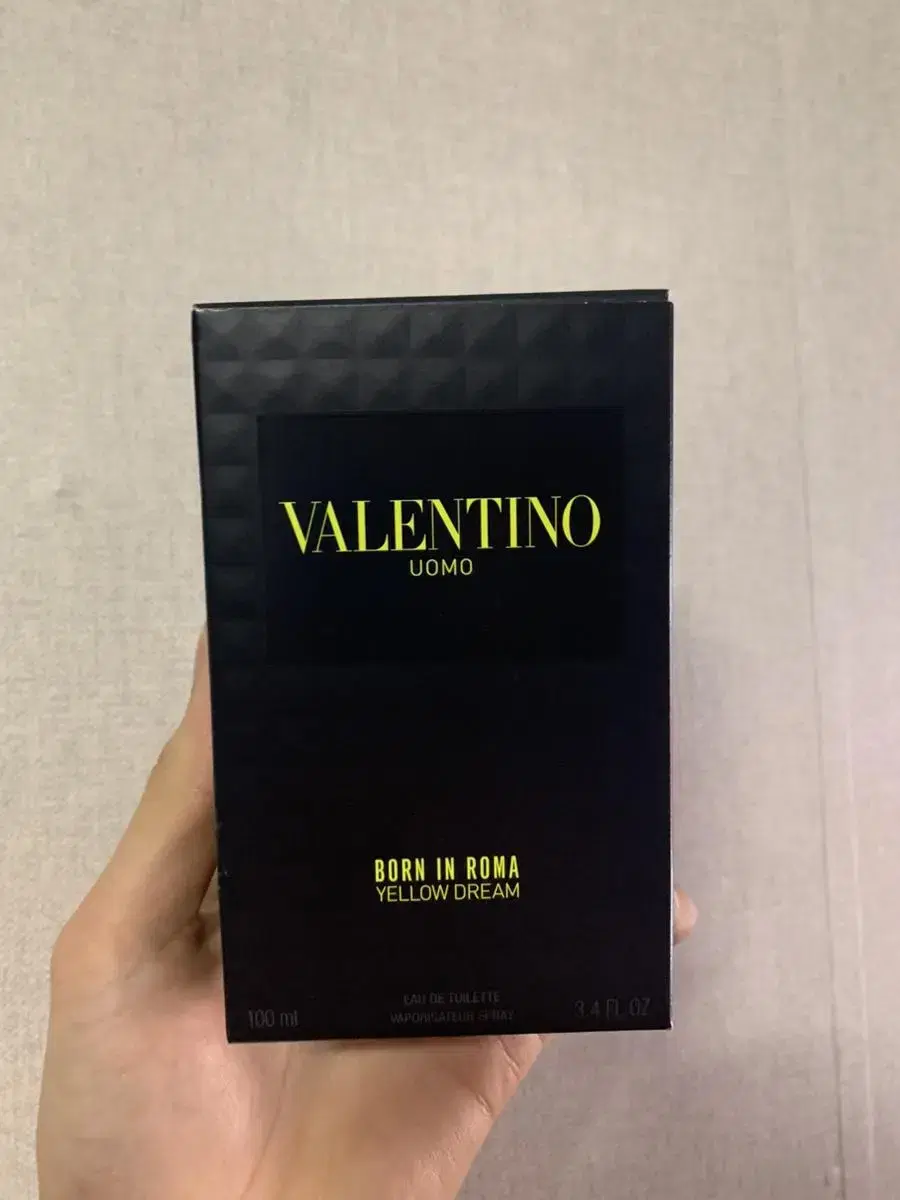 VALENTINO
UOMO
BORN IN ROMA
YELLOW DREAM
EAU DE TOILETTE
VAPORISATEUR SPRAY
100 ml
3.4 FL. OZ